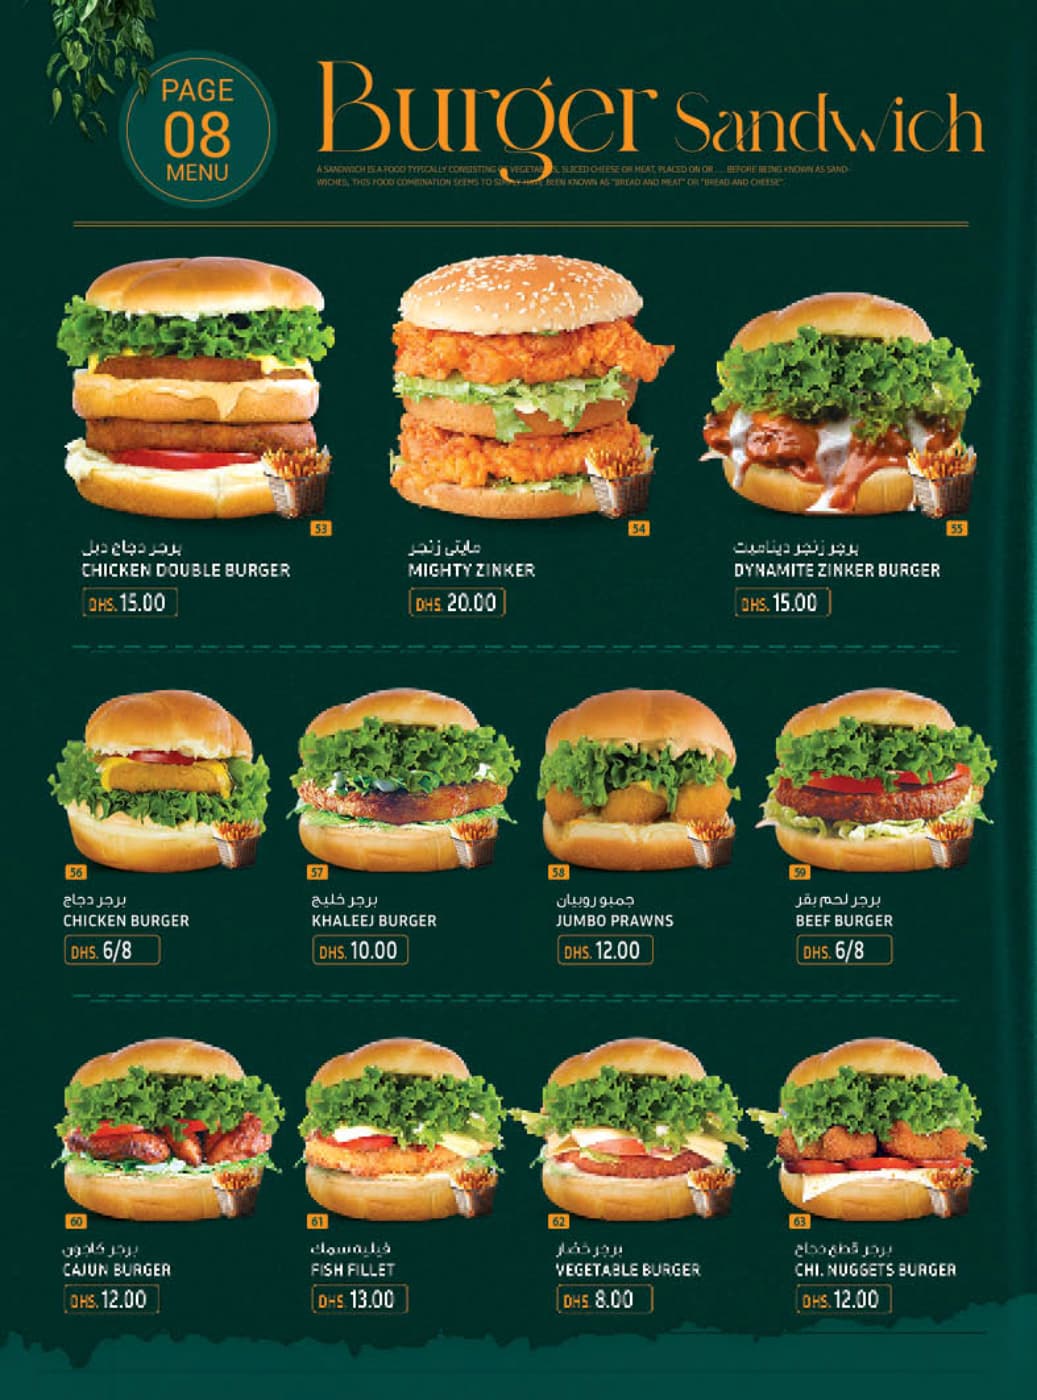 PAGE
08
MENU
Burger Sandwich
A SANDWICH IS A FOOD TYPICALLY CONSISTING OF VEGETABLES, SLICED CHEESE OR MEAT, PLACED ON OR ... BEFORE BEING KNOWN AS SAND-
WICHES, THIS FOOD COMBINATION SEEMS TO SIMPLY HAVE BEEN KNOWN AS "BREAD AND MEAT" OR "BREAD AND CHEESE".
53
برجر دجاج دبل
CHICKEN DOUBLE BURGER
DHS. 15.00
54
مايتي زنجر
MIGHTY ZINKER
DHS. 20.00
55
برجر زنجر ديناميت
DYNAMITE ZINKER BURGER
DHS. 15.00
56
برجر دجاج
CHICKEN BURGER
DHS. 6/8
57
برجر خليج
KHALEEJ BURGER
DHS. 10.00
58
جمبو روبيان
JUMBO PRAWNS
DHS. 12.00
59
برجر لحم بقر
BEEF BURGER
DHS. 6/8
60
برجر كاجون
CAJUN BURGER
DHS. 12.00
61
فيليه سمك
FISH FILLET
DHS. 13.00
62
برجر خضار
VEGETABLE BURGER
DHS. 8.00
63
برجر قطع دجاج
CHI. NUGGETS BURGER
DHS. 12.00